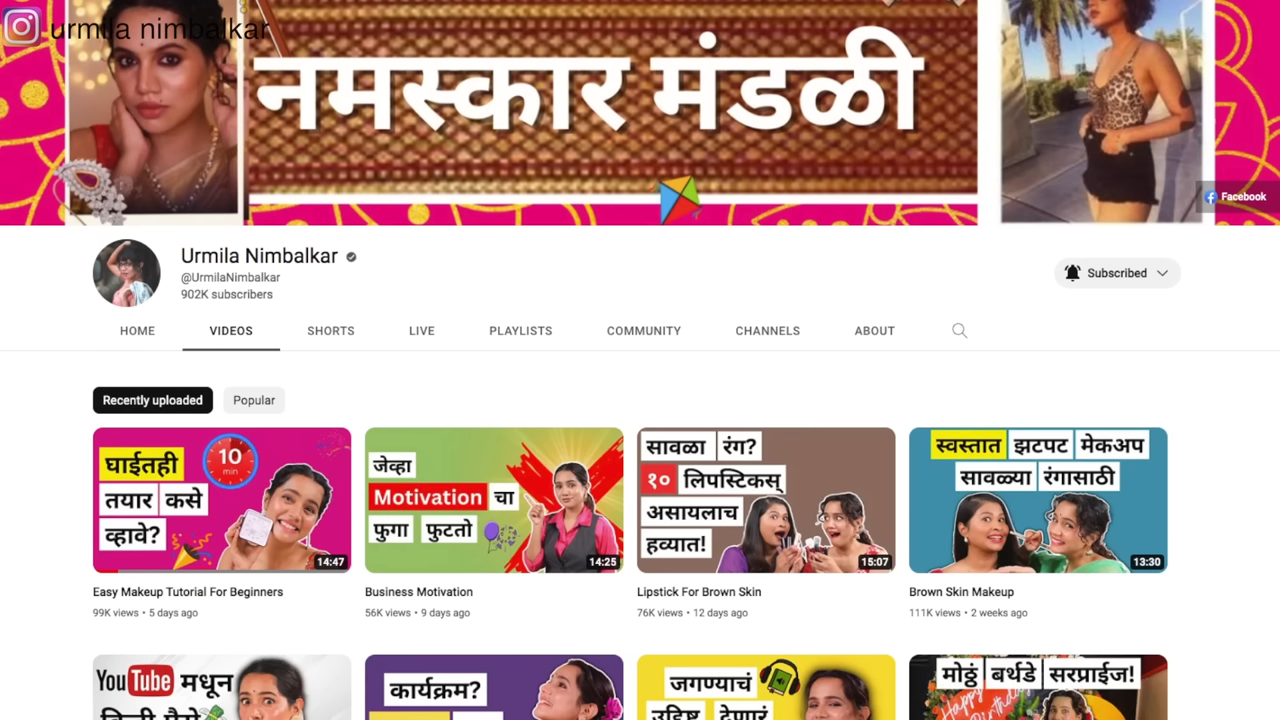 urmila nimbalkar
नमस्कार मंडळी
Facebook
Urmila Nimbalkar
@UrmilaNimbalkar
902K subscribers
Subscribed
HOME VIDEOS SHORTS LIVE PLAYLISTS COMMUNITY CHANNELS ABOUT
Recently uploaded Popular
घाईतही
तयार कसे
व्हावे?
10
min
14:47
Easy Makeup Tutorial For Beginners
99K views • 5 days ago
जेव्हा
Motivation चा
फुगा फुटतो
14:25
Business Motivation
56K views • 9 days ago
सावळा रंग?
१० लिपस्टिकस्
असायलाच
हव्यात!
15:07
Lipstick For Brown Skin
76K views • 12 days ago
स्वस्तात झटपट मेकअप
सावळ्या रंगासाठी
13:30
Brown Skin Makeup
111K views • 2 weeks ago
YouTube मधून
कार्यक्रम?
जगण्याचं
उद्दिष्ट देणारं
मोठ्ठं बर्थडे सरप्राईज!
Happy
Birthday